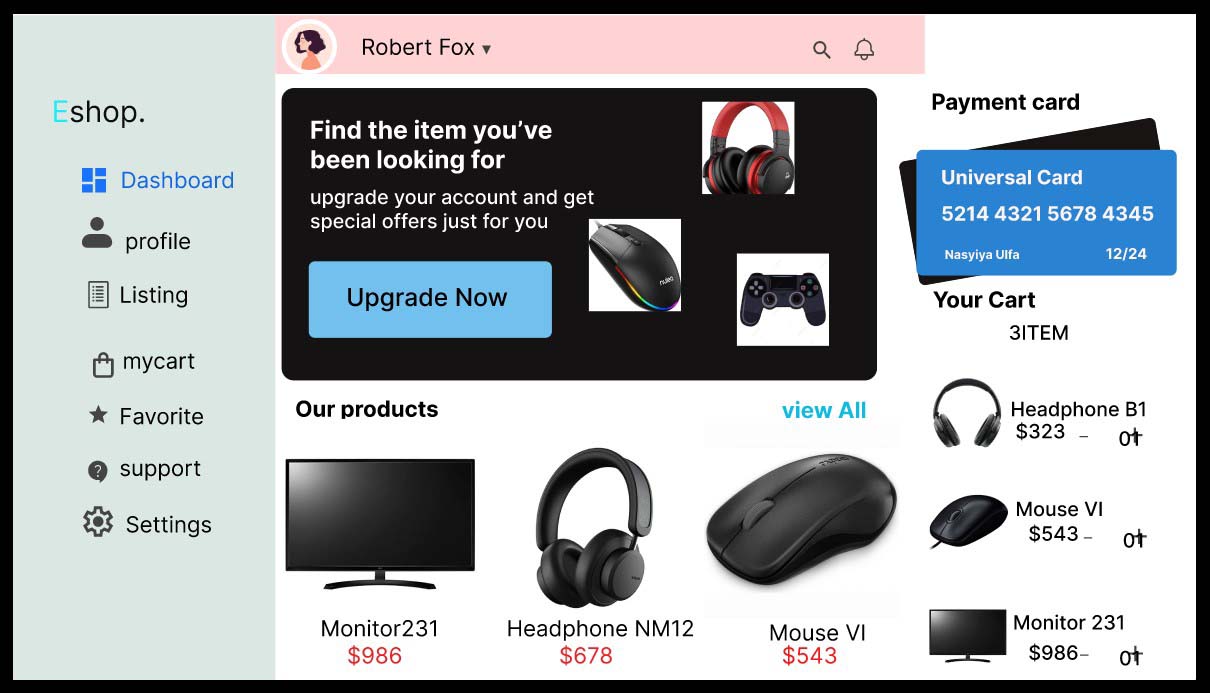 Robert Fox ▾
Eshop.
Dashboard
profile
Listing
mycart
Favorite
support
Settings
Find the item you’ve
been looking for
upgrade your account and get
special offers just for you
Upgrade Now
Our products
view All
Monitor231
$986
Headphone NM12
$678
Mouse VI
$543
Payment card
Universal Card
5214 4321 5678 4345
Nasyiya Ulfa 12/24
Your Cart
3ITEM
Headphone B1
$323 – 01+
Mouse VI
$543 – 01+
Monitor 231
$986– 01+